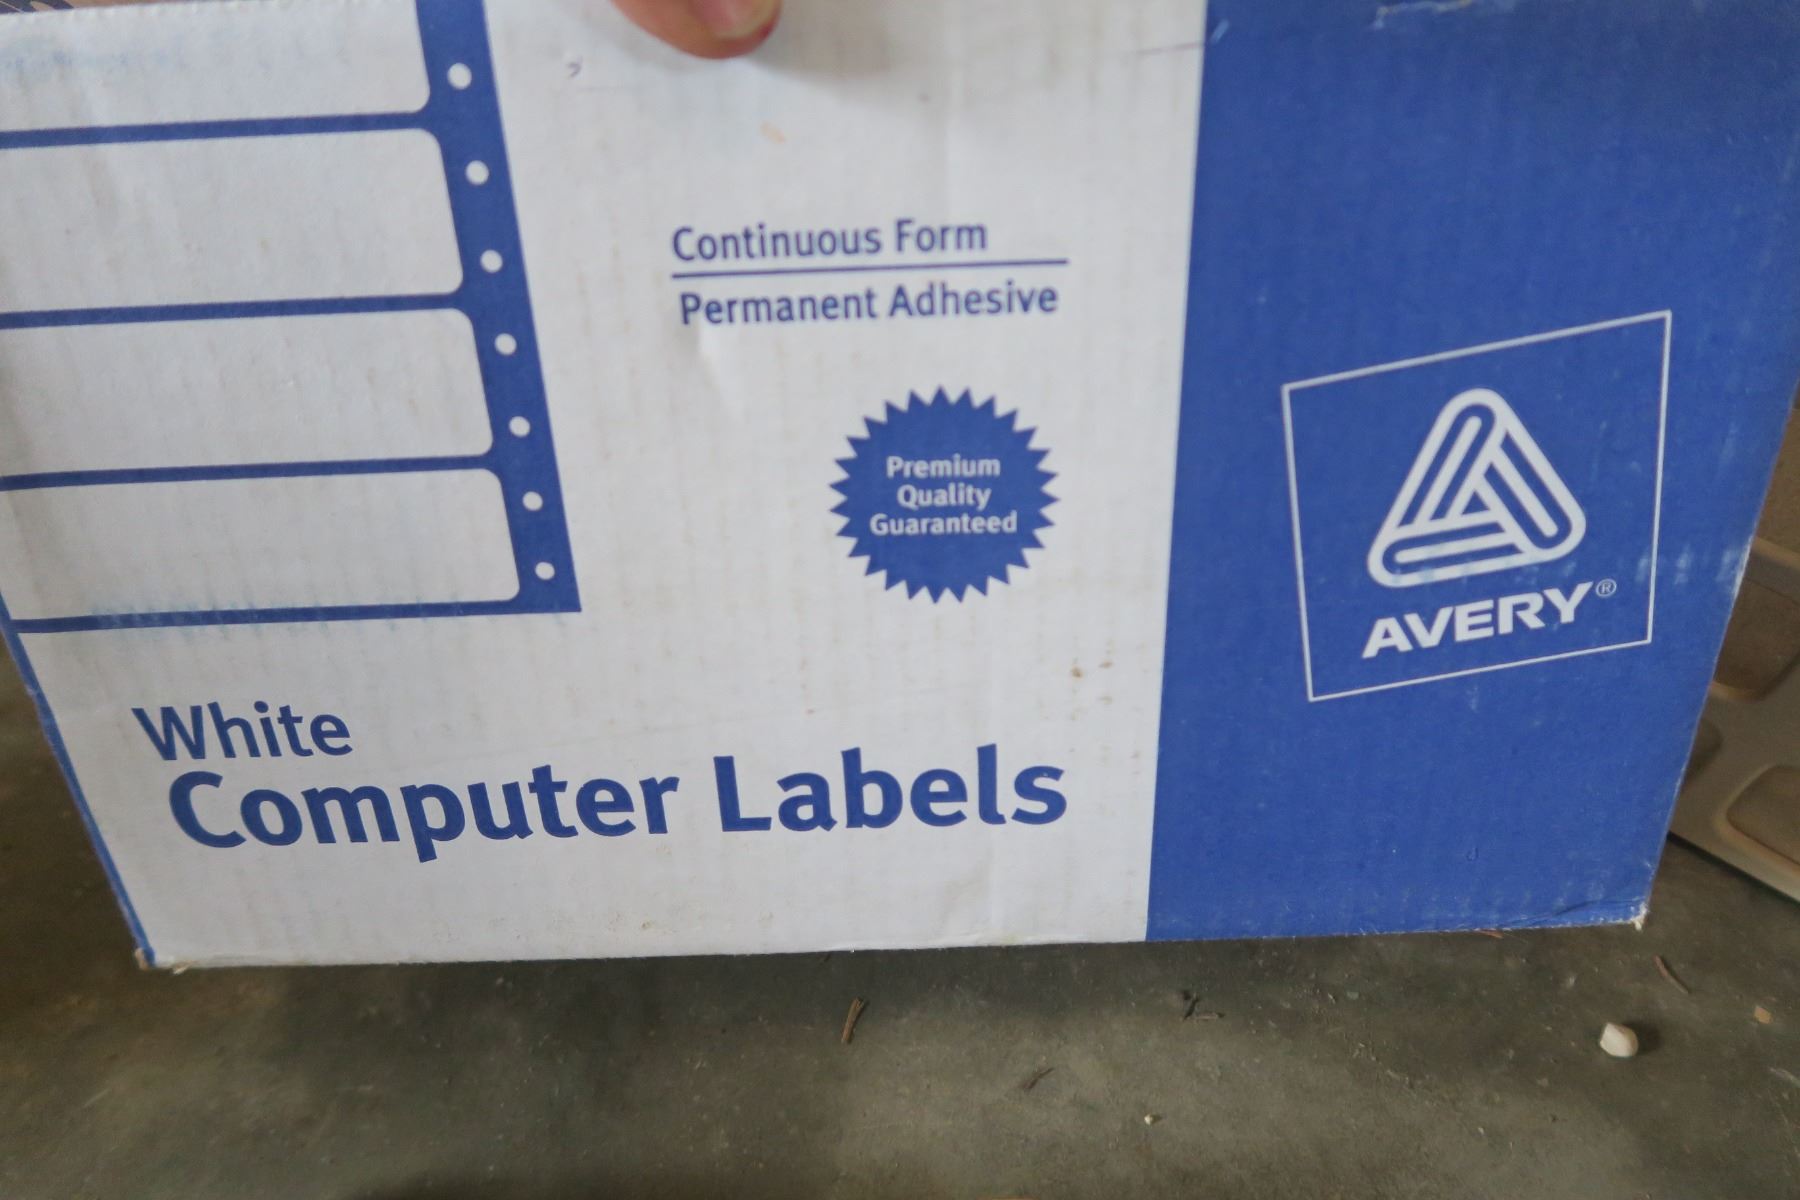 Continuous Form
Permanent Adhesive
Premium
Quality
Guaranteed
AVERY®
White
Computer Labels